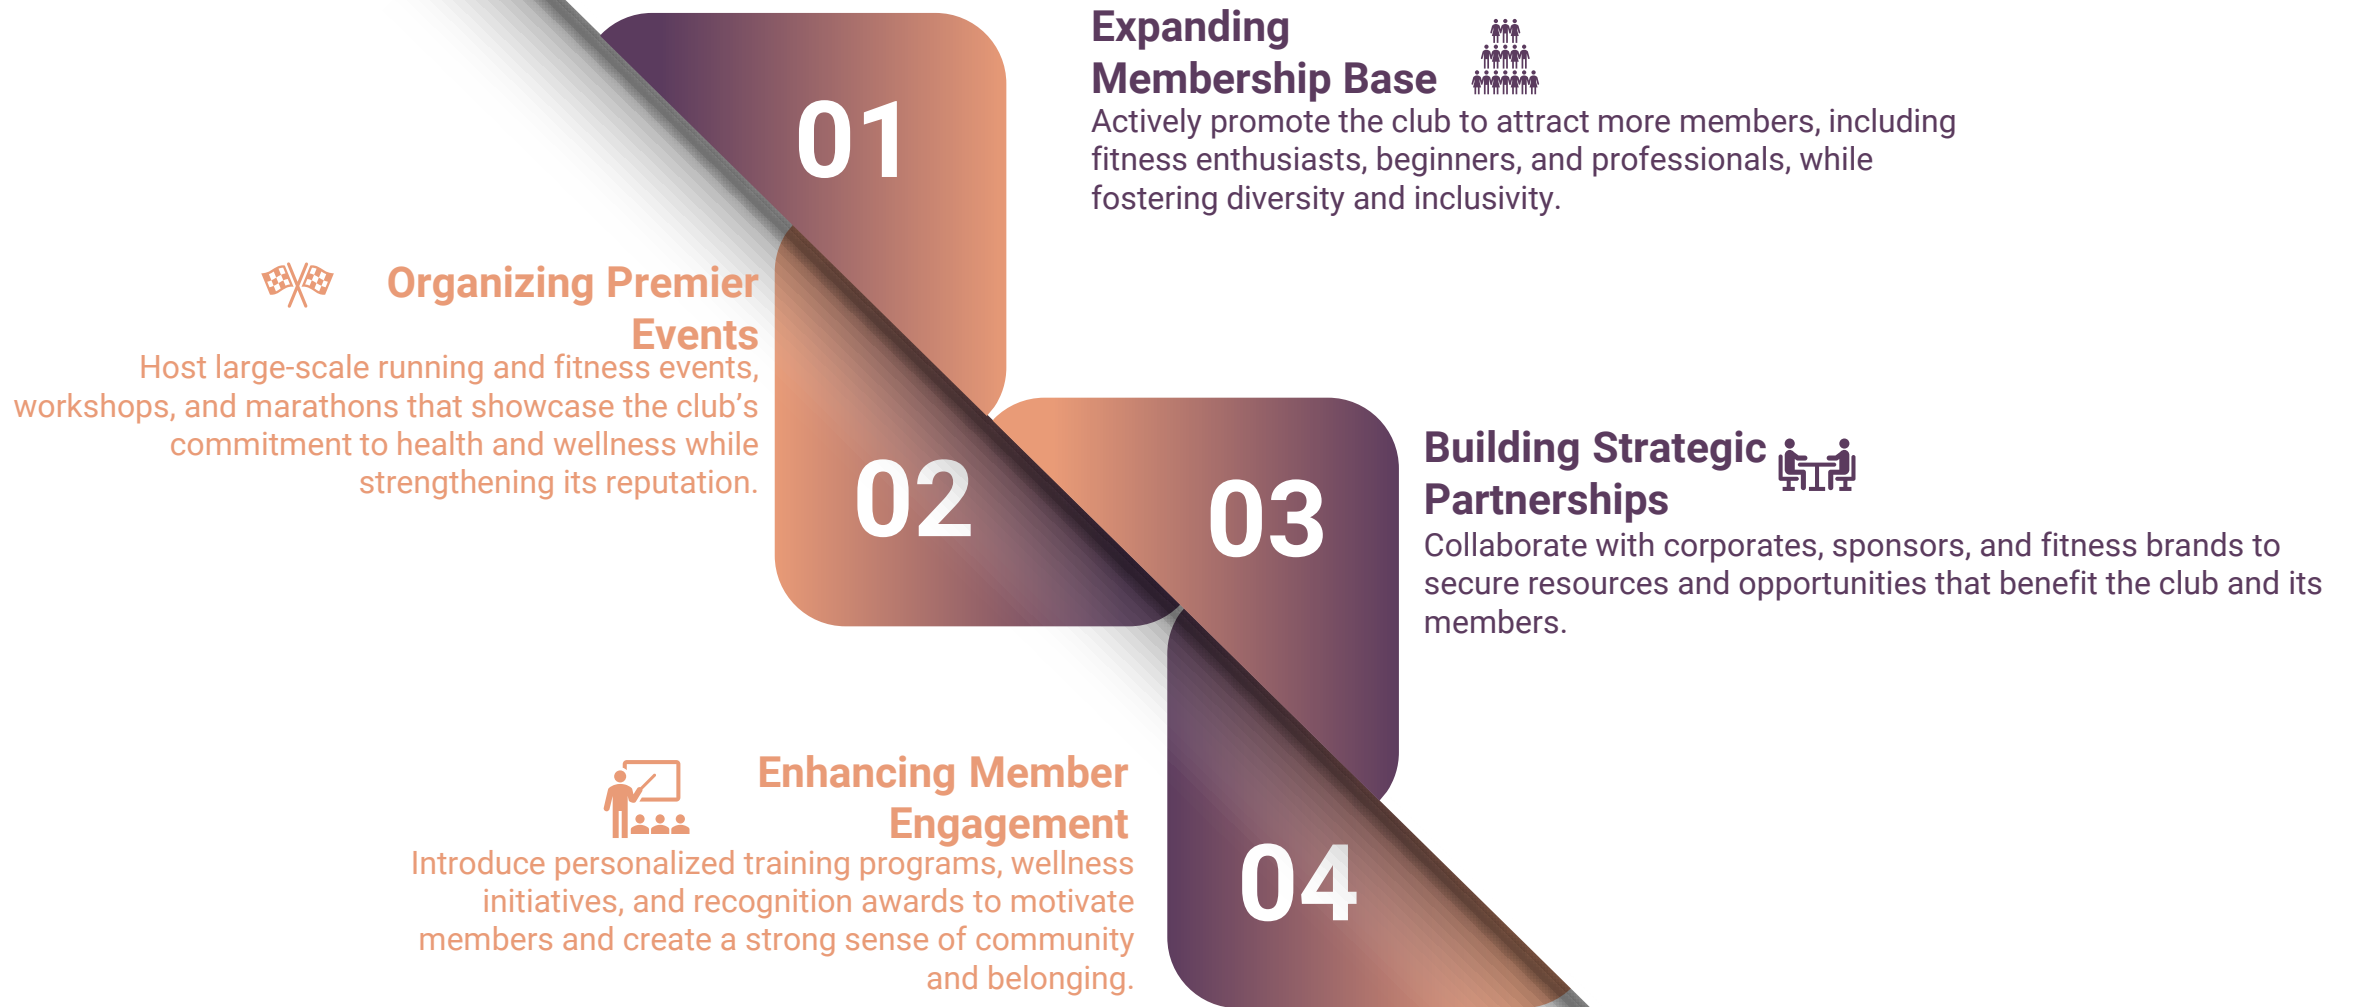 01
Expanding
Membership Base
Actively promote the club to attract more members, including
fitness enthusiasts, beginners, and professionals, while
fostering diversity and inclusivity.
02
Organizing Premier
Events
Host large-scale running and fitness events,
workshops, and marathons that showcase the club’s
commitment to health and wellness while
strengthening its reputation.
03
Building Strategic
Partnerships
Collaborate with corporates, sponsors, and fitness brands to
secure resources and opportunities that benefit the club and its
members.
04
Enhancing Member
Engagement
Introduce personalized training programs, wellness
initiatives, and recognition awards to motivate
members and create a strong sense of community
and belonging.